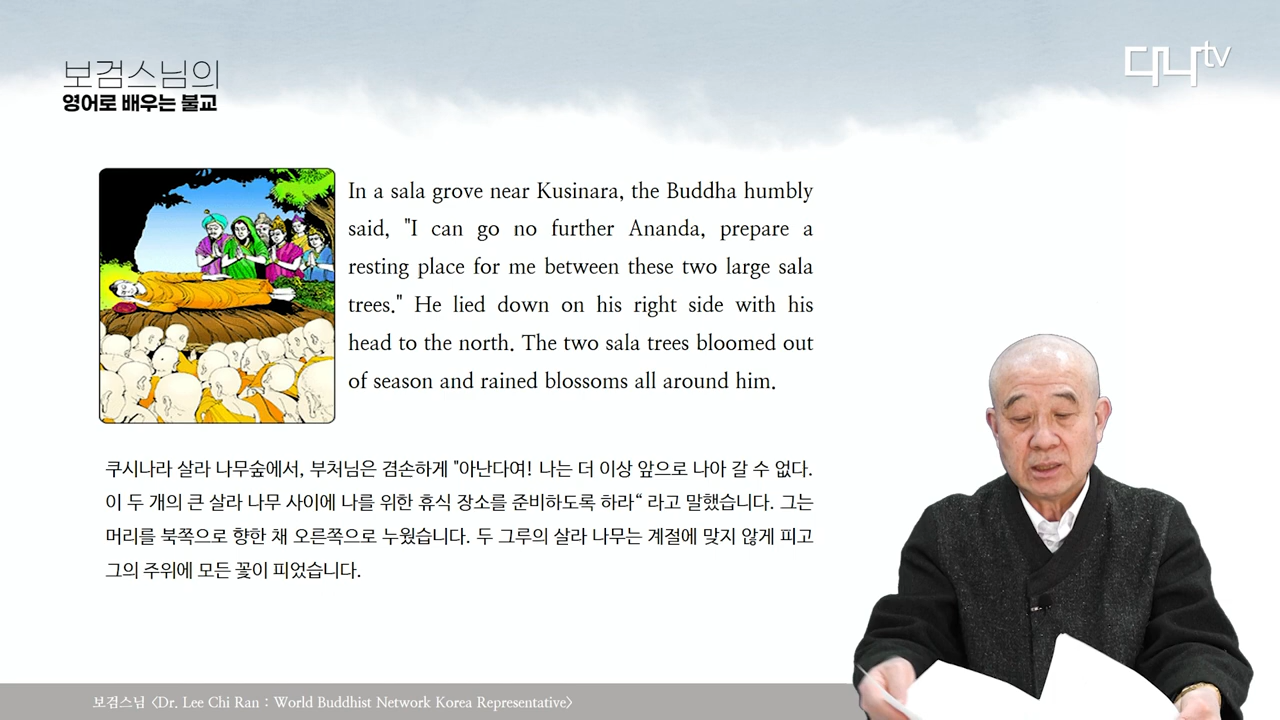 보검스님의
영어로 배우는 불교
다나tv
In a sala grove near Kusinara, the Buddha humbly
said, "I can go no further Ananda, prepare a
resting place for me between these two large sala
trees." He lied down on his right side with his
head to the north. The two sala trees bloomed out
of season and rained blossoms all around him.
쿠시나라 살라 나무숲에서, 부처님은 겸손하게 "아난다여! 나는 더 이상 앞으로 나아 갈 수 없다.
이 두 개의 큰 살라 나무 사이에 나를 위한 휴식 장소를 준비하도록 하라“ 라고 말했습니다. 그는
머리를 북쪽으로 향한 채 오른쪽으로 누웠습니다. 두 그루의 살라 나무는 계절에 맞지 않게 피고
그의 주위에 모든 꽃이 피었습니다.
보검스님 <Dr. Lee Chi Ran : World Buddhist Network Korea Representative>